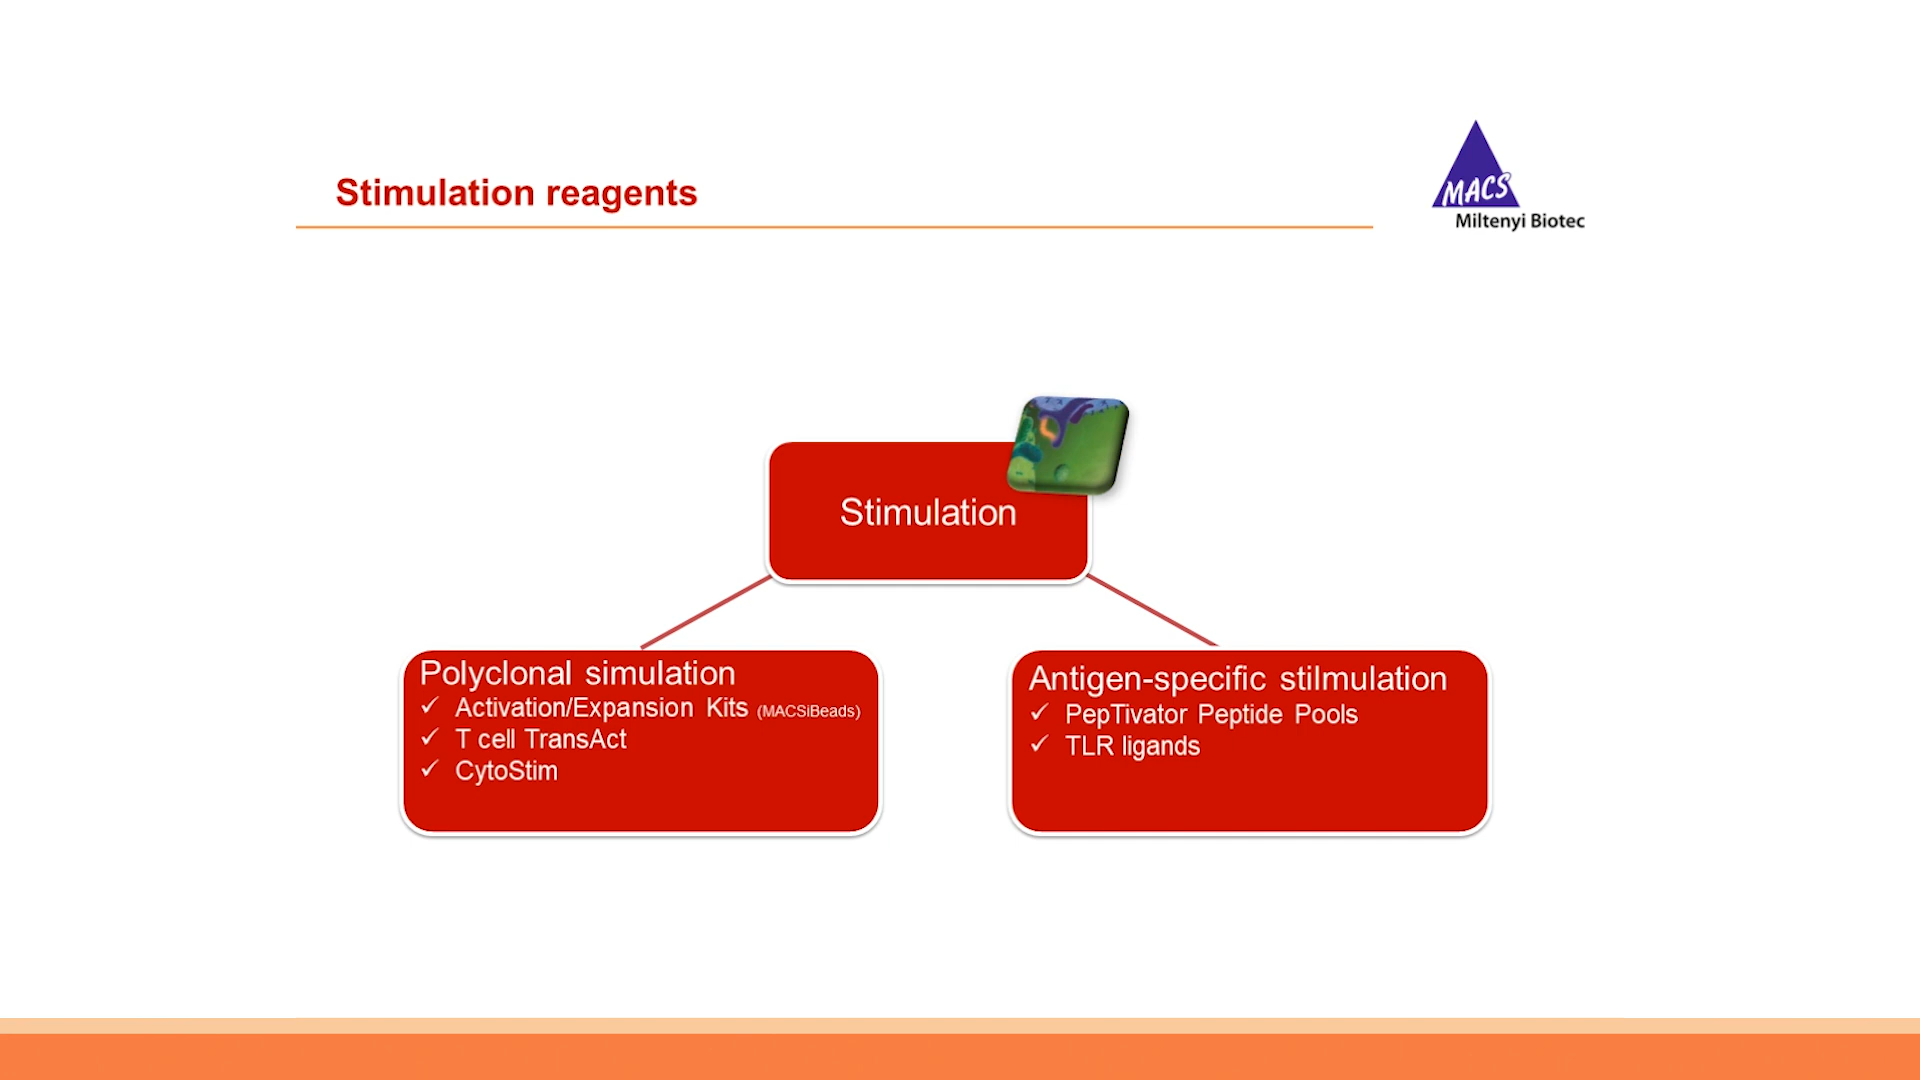 Stimulation reagents
MACS
Miltenyi Biotec
Stimulation
Polyclonal simulation
✓ Activation/Expansion Kits (MACSiBeads)
✓ T cell TransAct
✓ CytoStim
Antigen-specific stilmulation
✓ PepTivator Peptide Pools
✓ TLR ligands